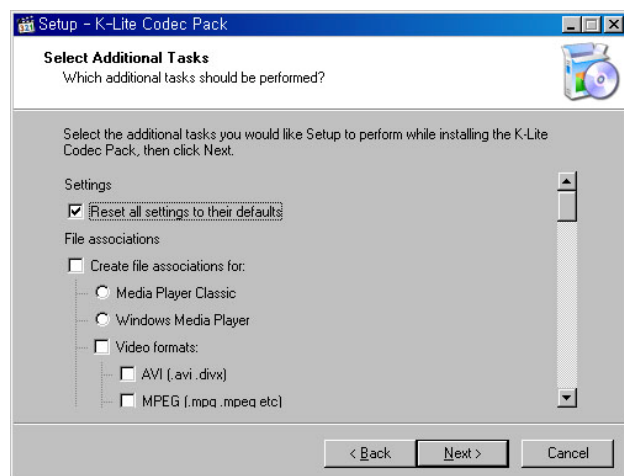 Setup - K-Lite Codec Pack
Select Additional Tasks
Which additional tasks should be performed?
Select the additional tasks you would like Setup to perform while installing the K-Lite
Codec Pack, then click Next.
Settings
Reset all settings to their defaults
File associations
Create file associations for:
Media Player Classic
Windows Media Player
Video formats:
AVI (.avi .divx)
MPEG (.mpg .mpeg etc)
< Back
Next >
Cancel